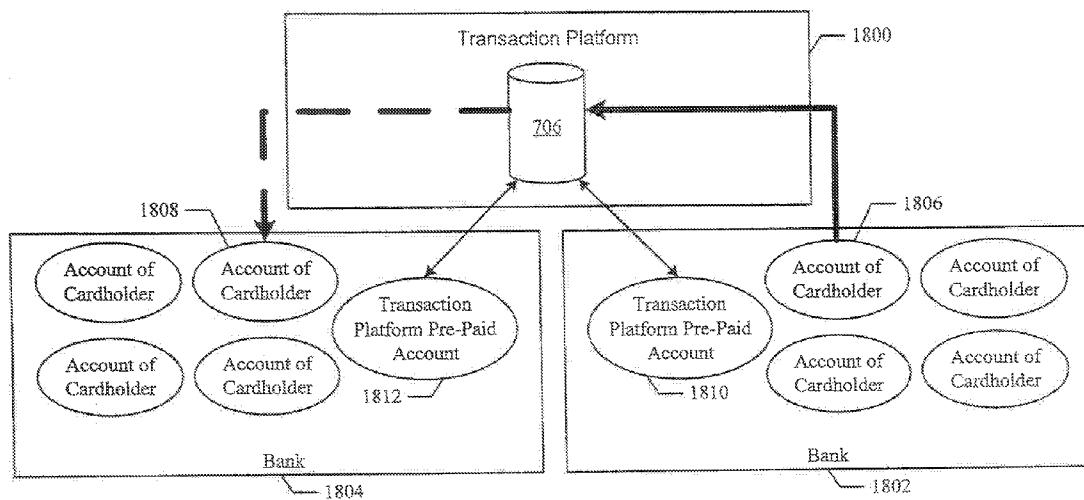 Transaction Platform
1800
706
1808
1806
Account of
Cardholder
Account of
Cardholder
Transaction
Platform Pre-Paid
Account
Account of
Cardholder
Account of
Cardholder
1812
Bank
1804
Transaction
Platform Pre-Paid
Account
Account of
Cardholder
Account of
Cardholder
Account of
Cardholder
Account of
Cardholder
1810
Bank
1802